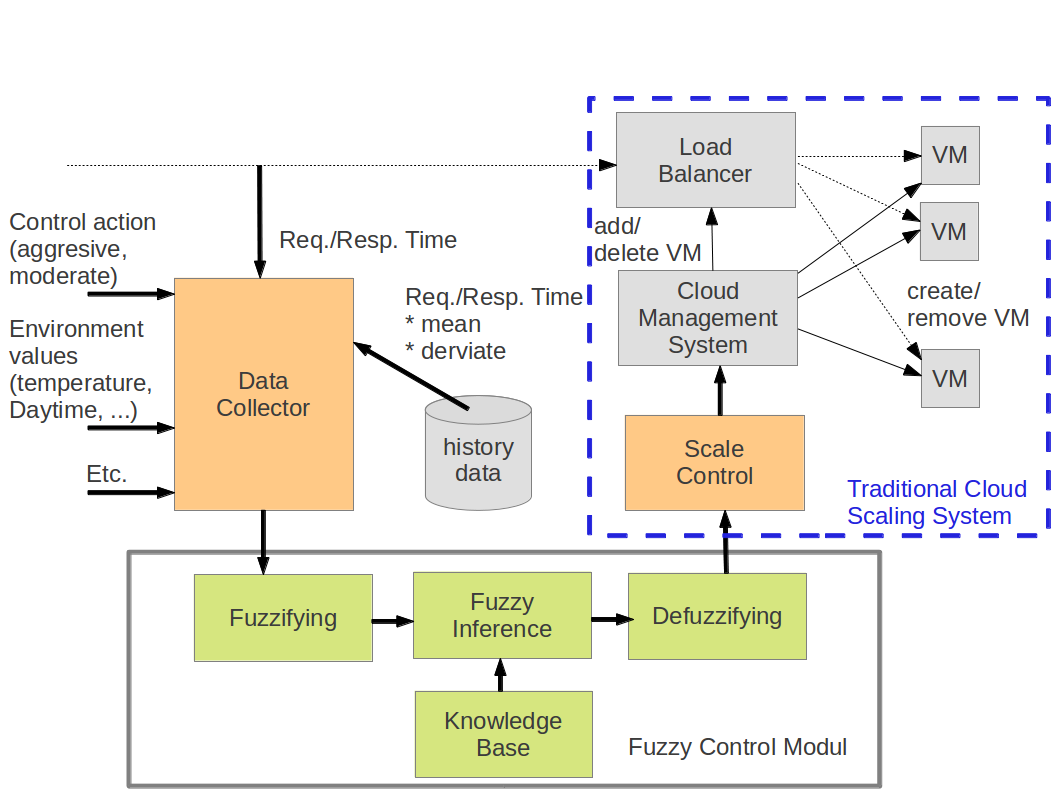 Load
Balancer
VM
VM
VM
Control action
(aggresive,
moderate)
Req./Resp. Time
add/
delete VM
Req./Resp. Time
* mean
* derviate
Cloud
Management
System
create/
remove VM
Environment
values
(temperature,
Daytime, ...)
Data
Collector
Etc.
history
data
Scale
Control
Traditional Cloud
Scaling System
Fuzzifying
Fuzzy
Inference
Defuzzifying
Knowledge
Base
Fuzzy Control Modul